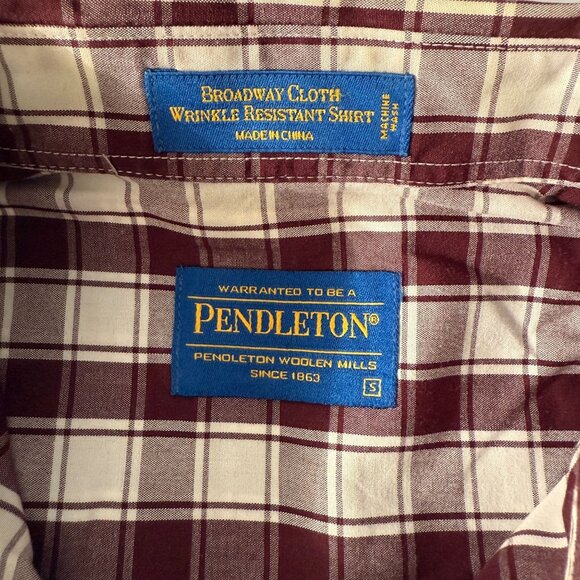 BROADWAY CLOTH
WRINKLE RESISTANT SHIRT
MADE IN CHINA
MACHINE
WASH
WARRANTED TO BE A
PENDLETON®
PENDLETON WOOLEN MILLS
SINCE 1863
S